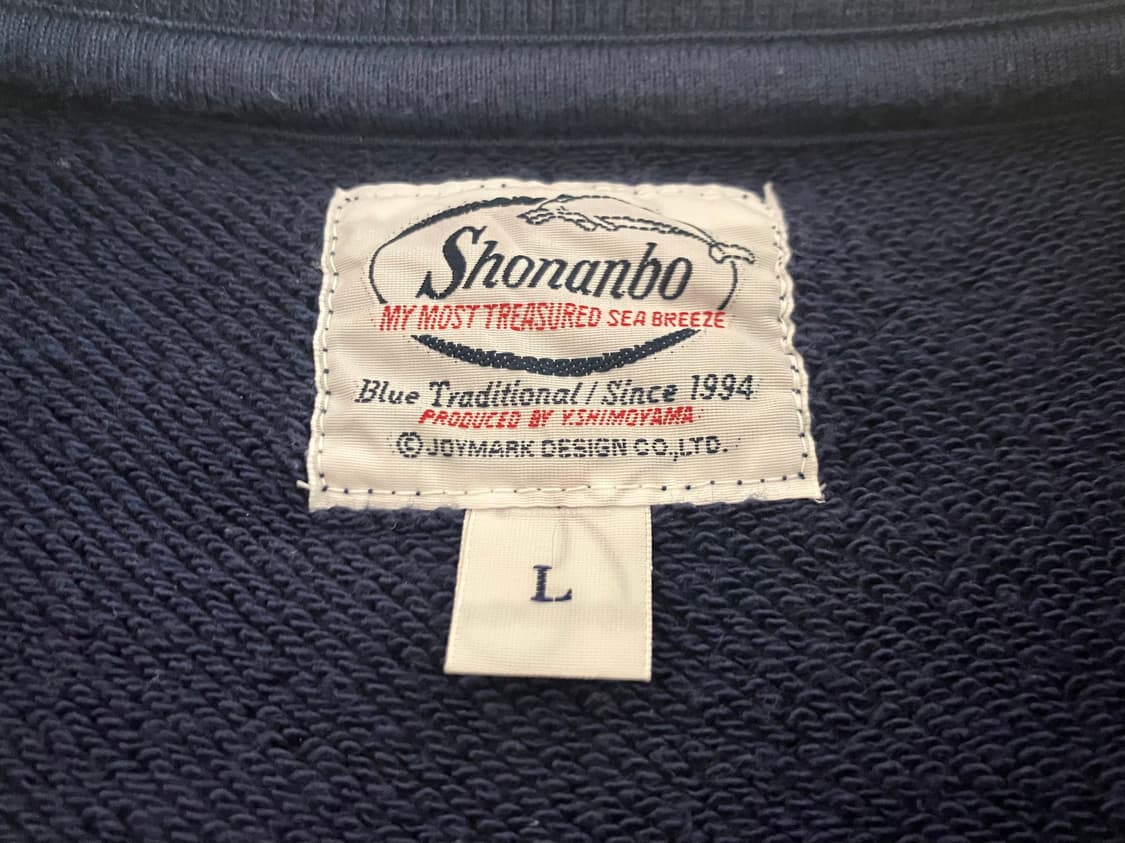 Shonanbo
MY MOST TREASURED SEA BREEZE
Blue Traditional / Since 1994
PRODUCED BY Y.SHIMOYAMA
©JOYMARK DESIGN CO.,LTD.
L